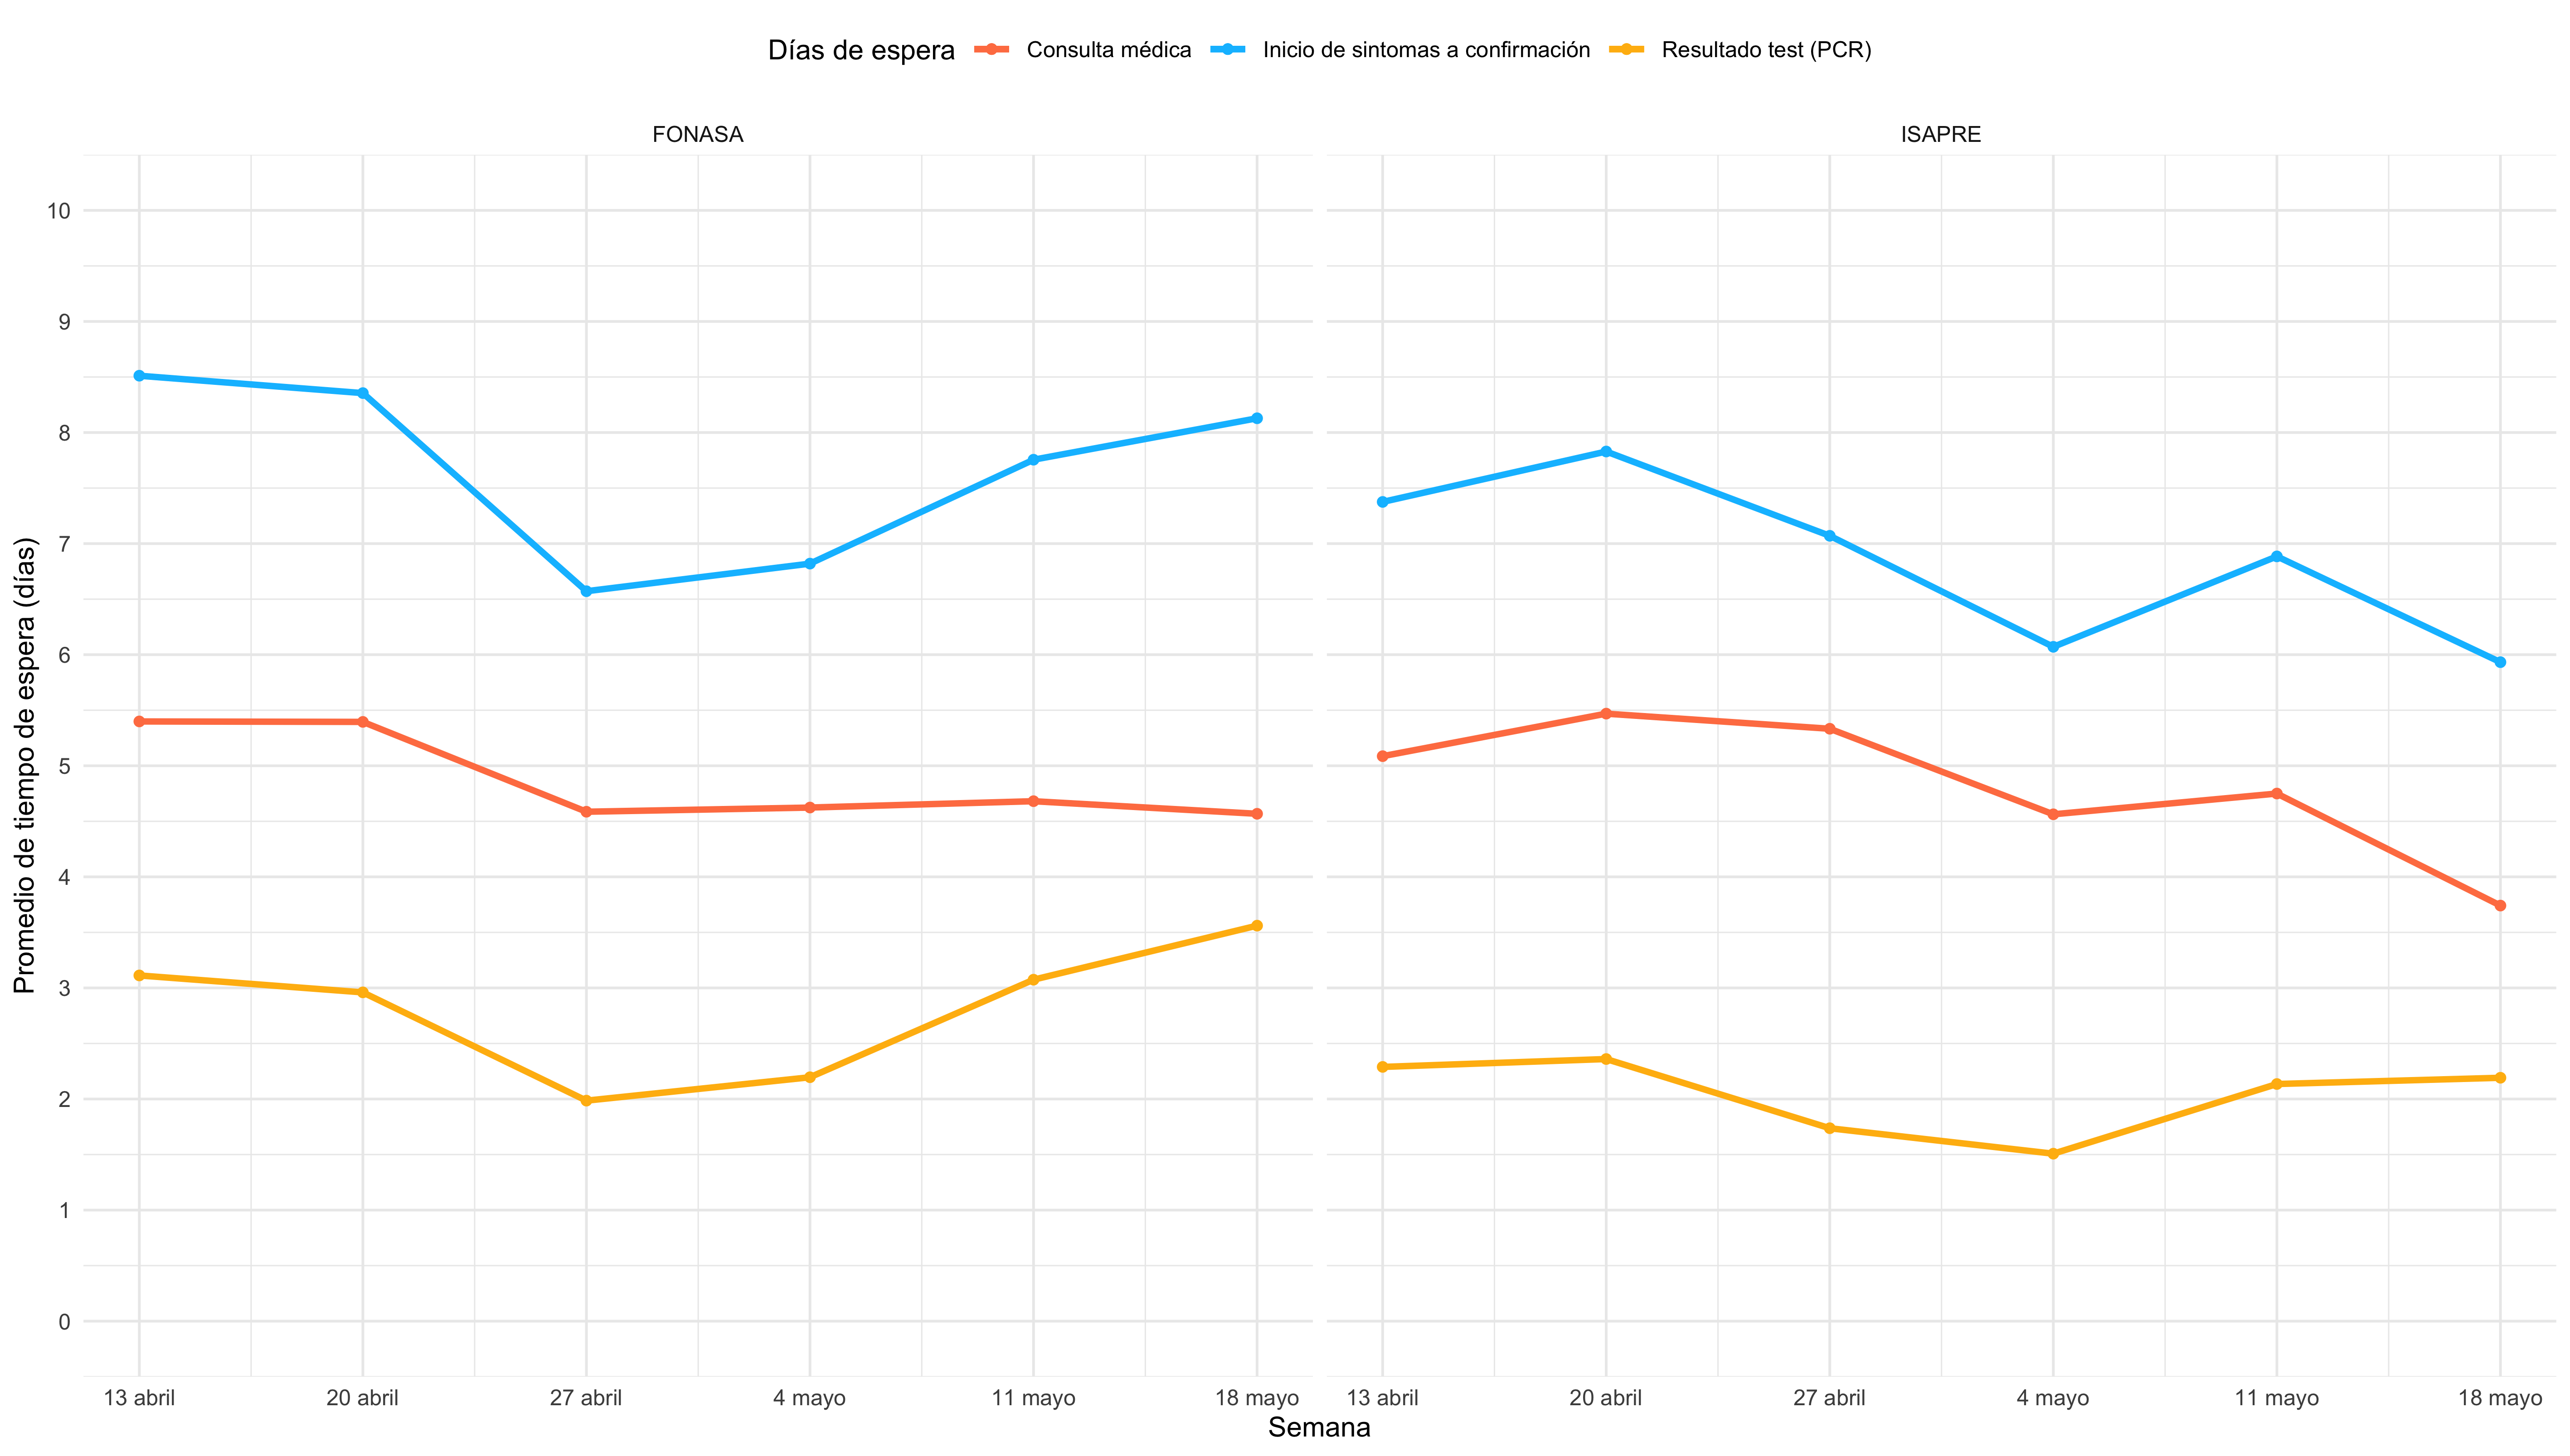 Días de espera Consulta médica Inicio de sintomas a confirmación Resultado test (PCR)
FONASA ISAPRE
Promedio de tiempo de espera (días)
10
9
8
7
6
5
4
3
2
1
0
13 abril 20 abril 27 abril 4 mayo 11 mayo 18 mayo 13 abril 20 abril 27 abril 4 mayo 11 mayo 18 mayo
Semana